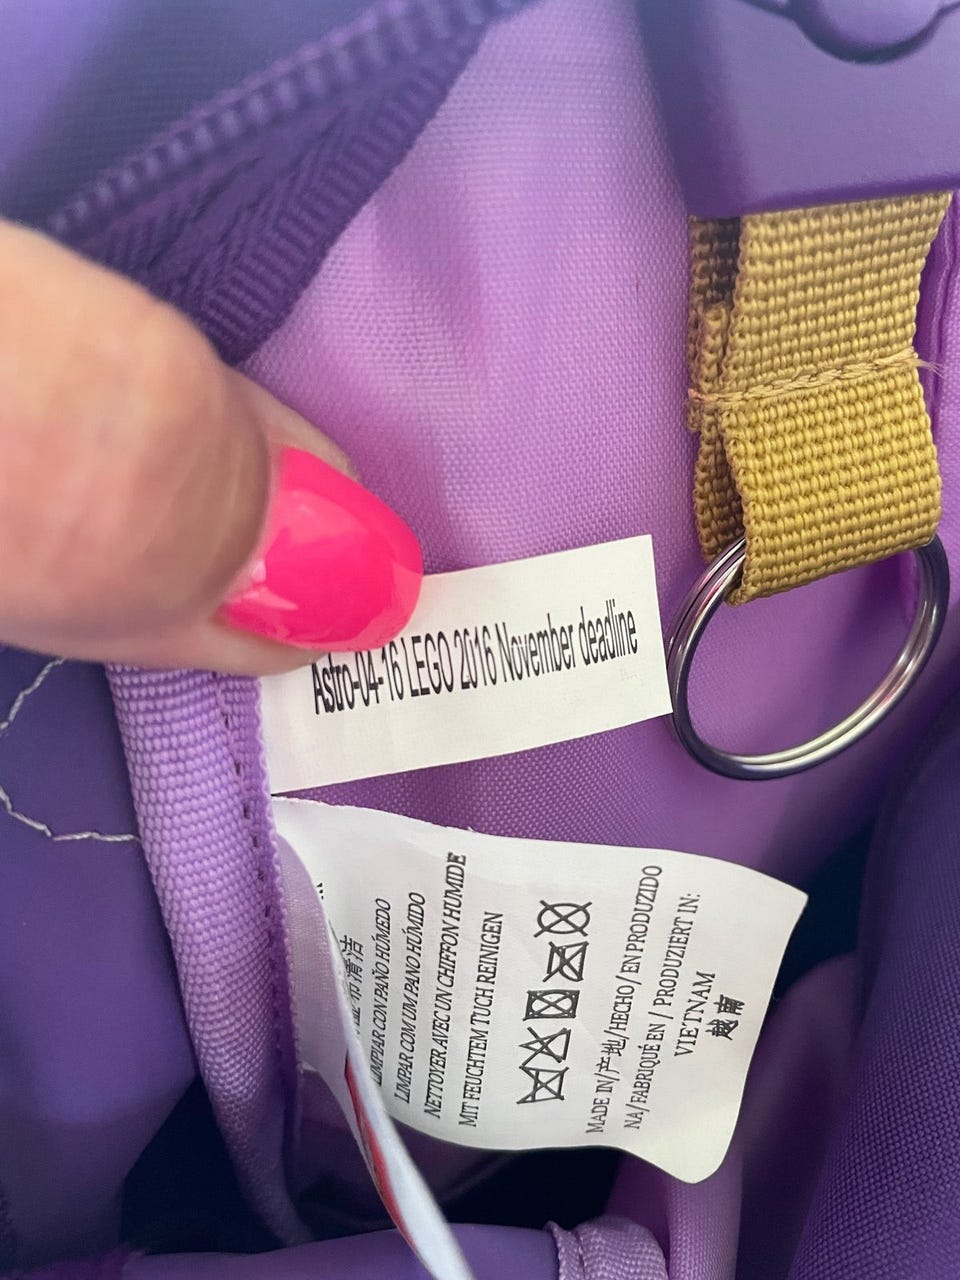 Astro-04-16 LEGO 2016 November deadline
LIMPIAR CON PAÑO HÚMEDO
LIMPAR COM UM PANO HÚMIDO
NETTOYER AVEC UN CHIFFON HUMIDE
MIT FEUCHTEM TUCH REINIGEN
MADE IN/产地/HECHO/EN PRODUZIDO
NA/FABRIQUÉ EN / PRODUZIERT IN:
VIETNAM
越南